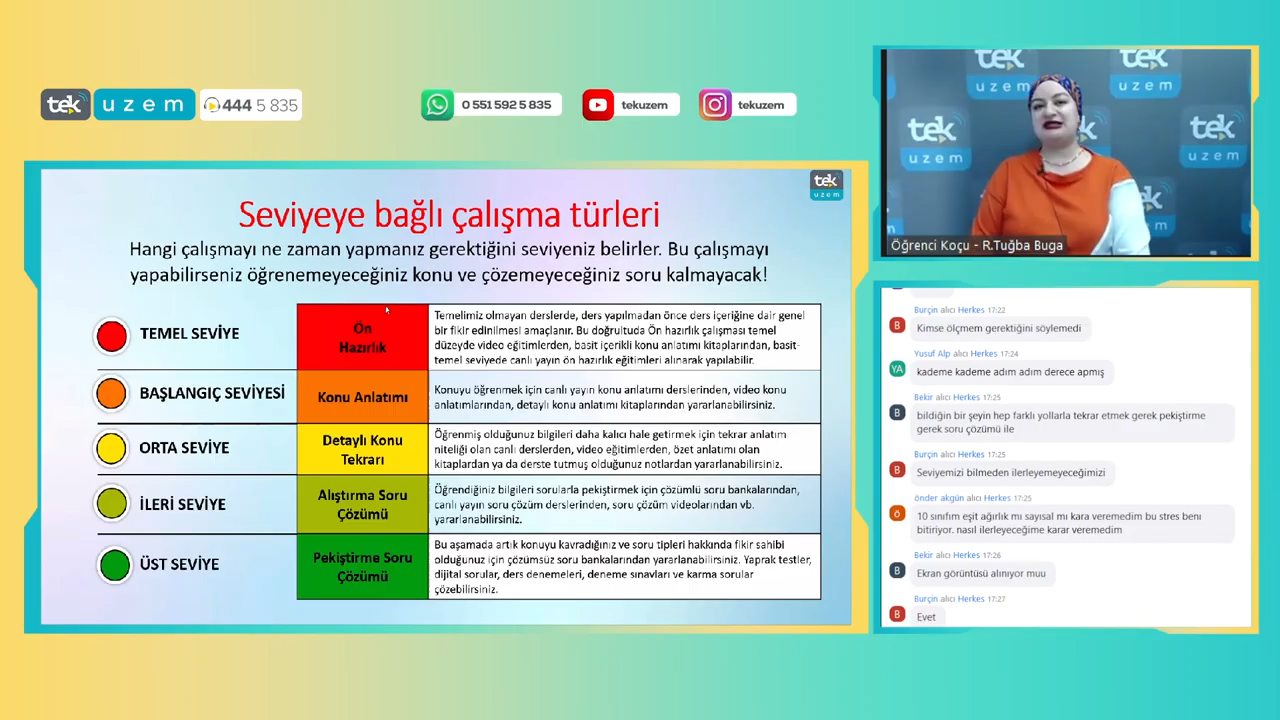 tek uzem 444 5 835
0 551 592 5 835
tekuzem
tekuzem
tek
uzem
Seviyeye bağlı çalışma türleri
Hangi çalışmayı ne zaman yapmanız gerektiğini seviyeniz belirler. Bu çalışmayı
yapabilirseniz öğrenemeyeceğiniz konu ve çözemeyeceğiniz soru kalmayacak!
TEMEL SEVİYE
Ön
Hazırlık
Temelimiz olmayan derslerde, ders yapılmadan önce ders içeriğine dair genel
bir fikir edinilmesi amaçlanır. Bu doğrultuda Ön hazırlık çalışması temel
düzeyde video eğitimlerden, basit içerikli konu anlatımı kitaplarından, basit-
temel seviyede canlı yayın ön hazırlık eğitimleri alınarak yapılabilir.
BAŞLANGIÇ SEVİYESİ
Konu Anlatımı
Konuyu öğrenmek için canlı yayın konu anlatımı derslerinden, video konu
anlatımlarından, detaylı konu anlatımı kitaplarından yararlanabilirsiniz.
ORTA SEVİYE
Detaylı Konu
Tekrarı
Öğrenmiş olduğunuz bilgileri daha kalıcı hale getirmek için tekrar anlatım
niteliği olan canlı derslerden, video eğitimlerden, özet anlatımı olan
kitaplardan ya da derste tutmuş olduğunuz notlardan yararlanabilirsiniz.
İLERİ SEVİYE
Alıştırma Soru
Çözümü
Öğrendiğiniz bilgileri sorularla pekiştirmek için çözümlü soru bankalarından,
canlı yayın soru çözüm derslerinden, soru çözüm videolarından vb.
yararlanabilirsiniz.
ÜST SEVİYE
Pekiştirme Soru
Çözümü
Bu aşamada artık konuyu kavradığınız ve soru tipleri hakkında fikir sahibi
olduğunuz için çözümsüz soru bankalarından yararlanabilirsiniz. Yaprak testler,
dijital sorular, ders denemeleri, deneme sınavları ve karma sorular
çözebilirsiniz.
tek
uzem
tek
uzem
tek
uzem
tek
uzem
Öğrenci Koçu - R.Tuğba Buga
Burçin alıcı Herkes 17:22
B Kimse ölçmem gerektiğini söylemedi
Yusuf Alp alıcı Herkes 17:24
YA kademe kademe adım adım derece apmış
Bekir alıcı Herkes 17:25
B bildiğin bir şeyin hep farklı yollarla tekrar etmek gerek pekiştirme
gerek soru çözümü ile
Burçin alıcı Herkes 17:25
B Seviyemizi bilmeden ilerleyemeyeceğimizi
önder akgün alıcı Herkes 17:25
ö 10 sınıfım eşit ağırlık mı sayısal mı kara veremedim bu stres beni
bitiriyor. nasıl ilerleyeceğime karar veremedim
Bekir alıcı Herkes 17:26
B Ekran görüntüsü alınıyor muu
Burçin alıcı Herkes 17:27
B Evet